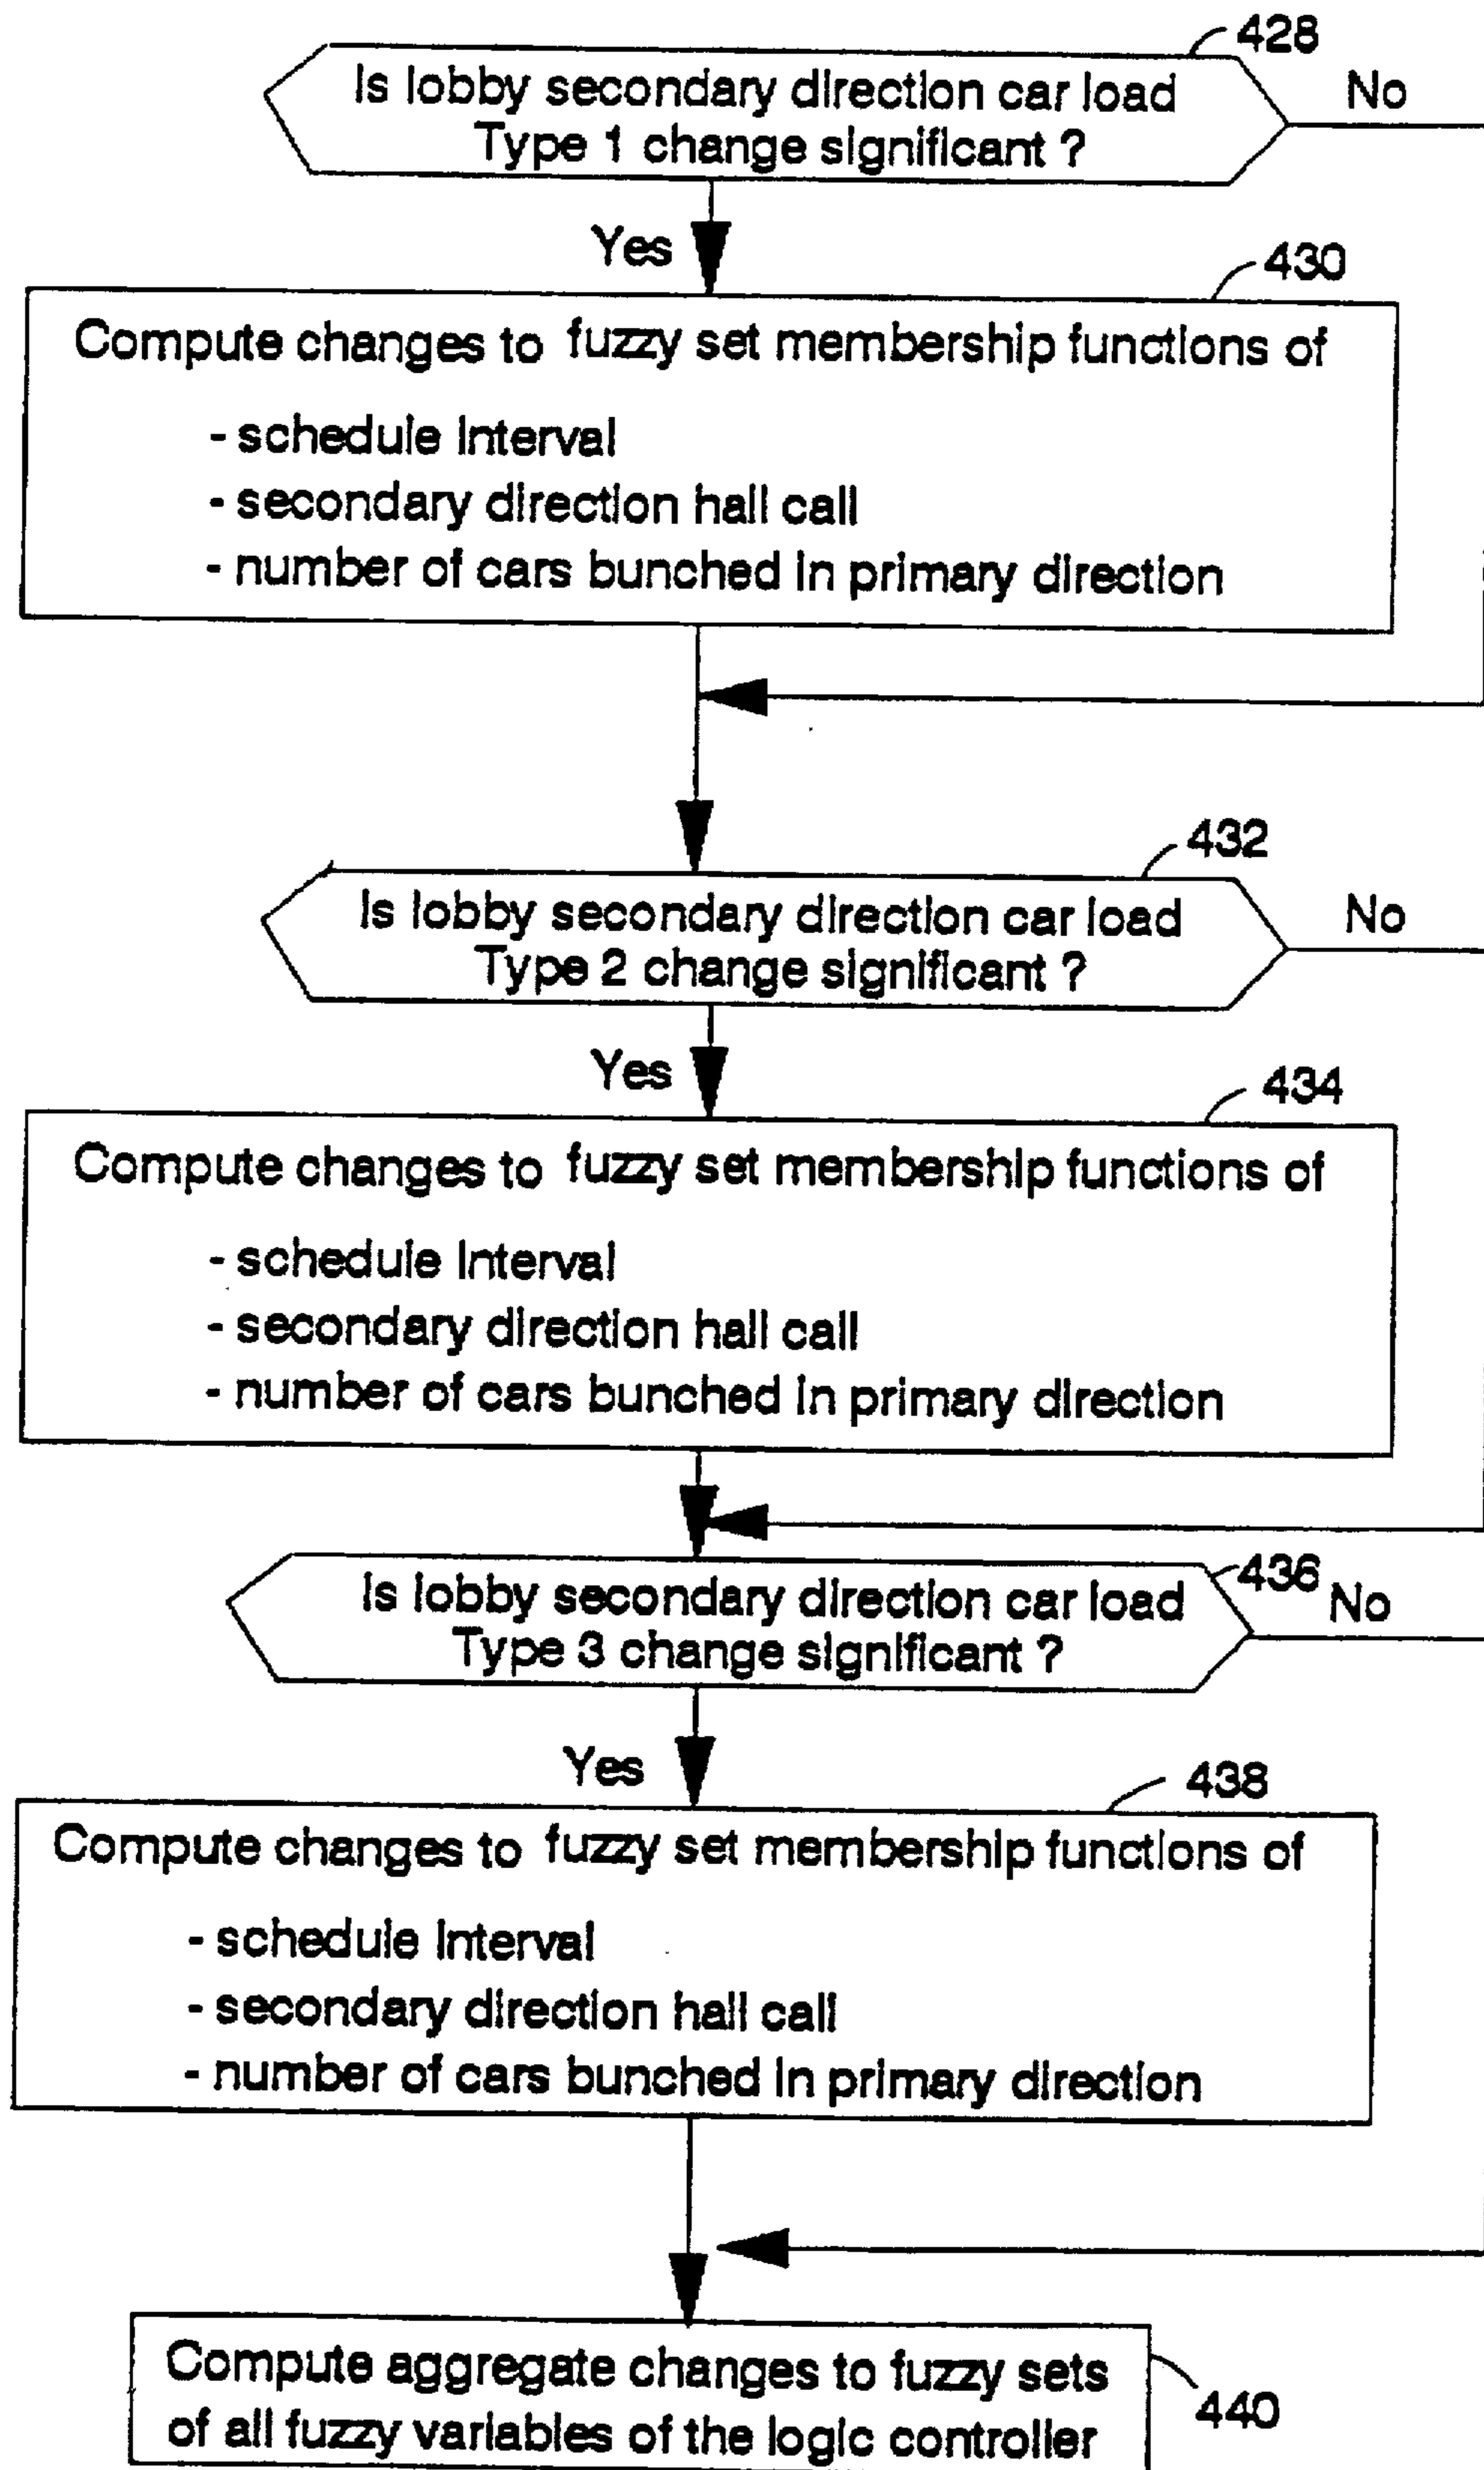 428
Is lobby secondary direction car load
Type 1 change significant ?
No
Yes
430
Compute changes to fuzzy set membership functions of
- schedule interval
- secondary direction hall call
- number of cars bunched in primary direction
432
Is lobby secondary direction car load
Type 2 change significant ?
No
Yes
434
Compute changes to fuzzy set membership functions of
- schedule interval
- secondary direction hall call
- number of cars bunched in primary direction
436
Is lobby secondary direction car load
Type 3 change significant ?
No
Yes
438
Compute changes to fuzzy set membership functions of
- schedule interval
- secondary direction hall call
- number of cars bunched in primary direction
Compute aggregate changes to fuzzy sets
of all fuzzy variables of the logic controller
440